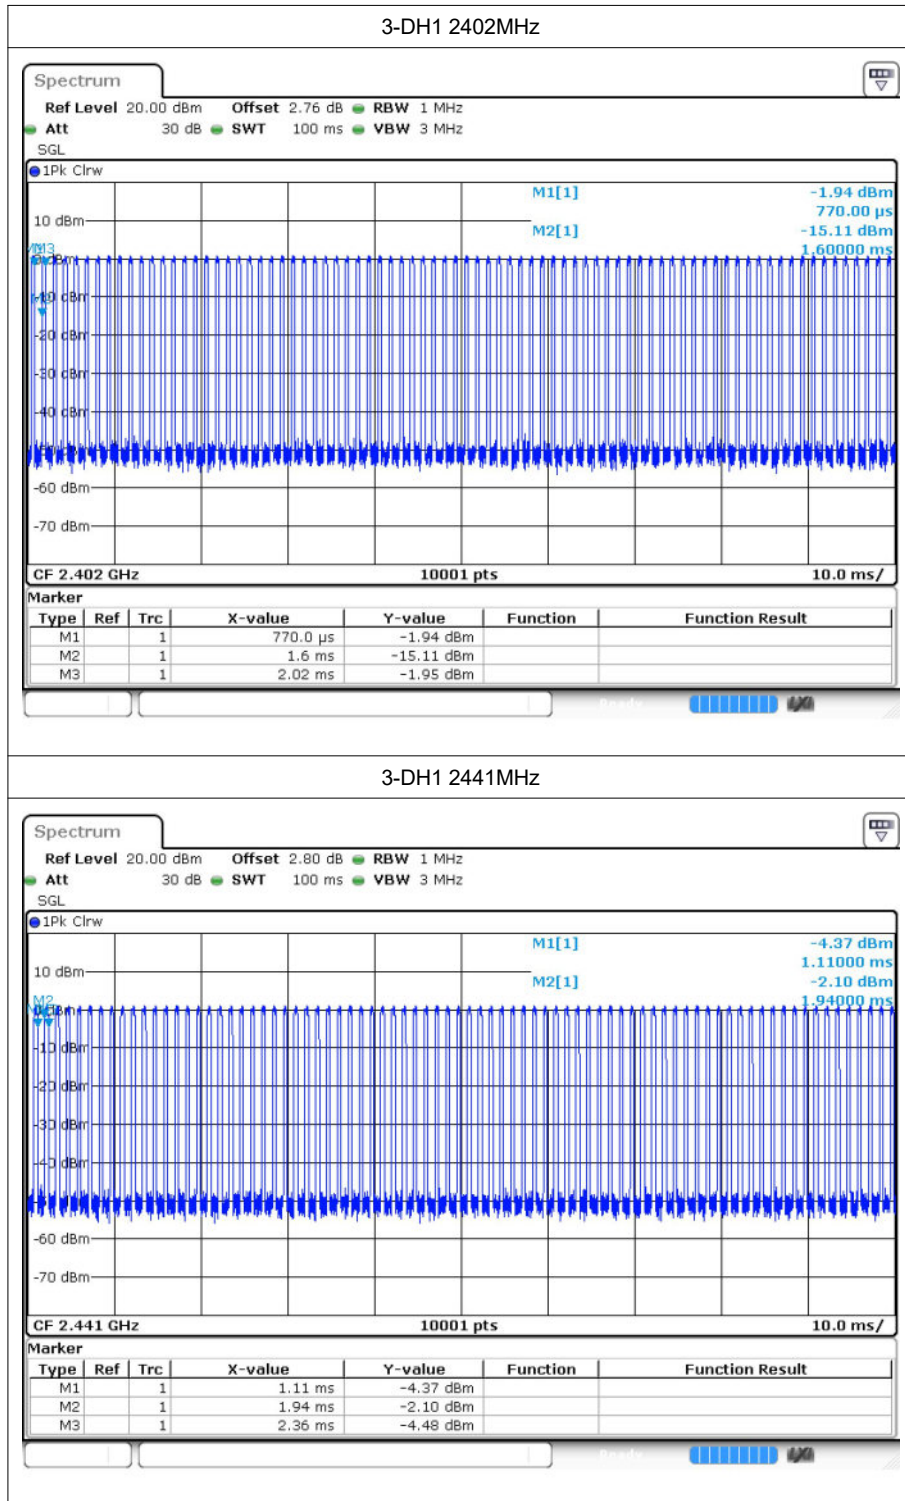 3-DH1 2402MHz
Spectrum
Ref Level 20.00 dBm Offset 2.76 dB RBW 1 MHz
Att 30 dB SWT 100 ms VBW 3 MHz
SGL
1Pk Clrw
M1[1] -1.94 dBm
770.00 µs
10 dBm
M2[1] -15.11 dBm
1.60000 ms
-20 dBm
-30 dBm
-40 dBm
-60 dBm
-70 dBm
CF 2.402 GHz 10001 pts 10.0 ms/
Marker
Type Ref Trc X-value Y-value Function Function Result
M1 1 770.0 µs -1.94 dBm
M2 1 1.6 ms -15.11 dBm
M3 1 2.02 ms -1.95 dBm
Ready
3-DH1 2441MHz
Spectrum
Ref Level 20.00 dBm Offset 2.80 dB RBW 1 MHz
Att 30 dB SWT 100 ms VBW 3 MHz
SGL
1Pk Clrw
M1[1] -4.37 dBm
1.11000 ms
10 dBm
M2[1] -2.10 dBm
M2 1.94000 ms
-10 dBm
-20 dBm
-30 dBm
-40 dBm
-60 dBm
-70 dBm
CF 2.441 GHz 10001 pts 10.0 ms/
Marker
Type Ref Trc X-value Y-value Function Function Result
M1 1 1.11 ms -4.37 dBm
M2 1 1.94 ms -2.10 dBm
M3 1 2.36 ms -4.48 dBm
Ready